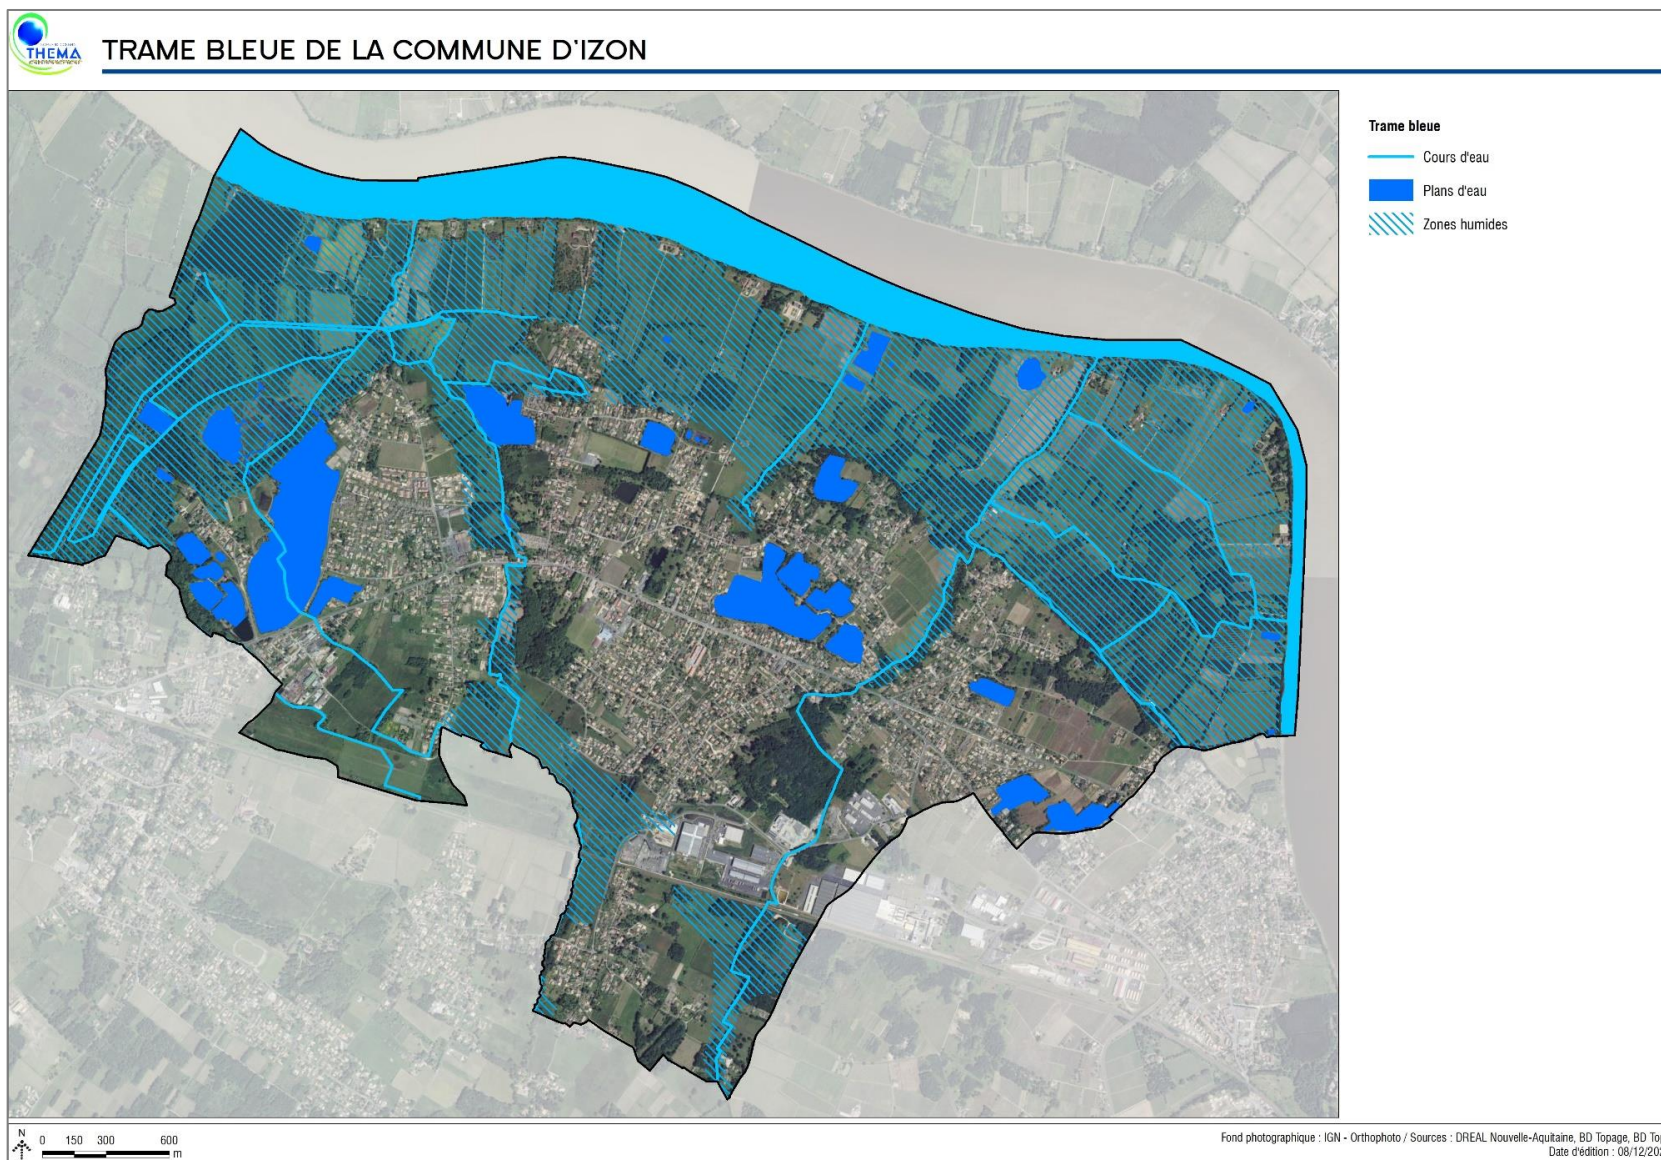 THEMA
TRAME BLEUE DE LA COMMUNE D'IZON
Trame bleue
Cours d'eau
Plans d'eau
Zones humides
N
0 150 300 600
m
Fond photographique : IGN - Orthophoto / Sources : DREAL Nouvelle-Aquitaine, BD Topage, BD To
Date d'édition : 08/12/20